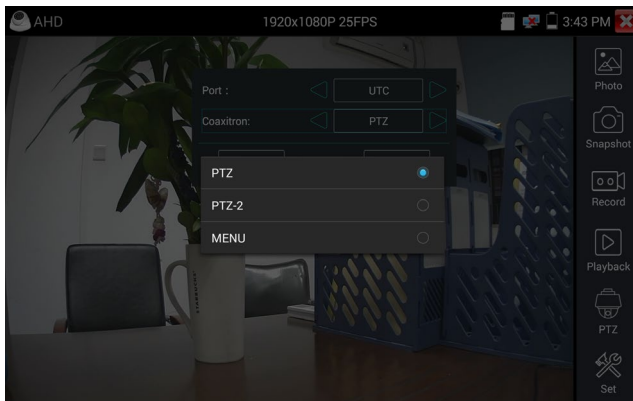 AHD
1920x1080P 25FPS
3:43 PM
Port :
UTC
Coaxitron:
PTZ
PTZ
PTZ-2
MENU
Photo
Snapshot
Record
Playback
PTZ
Set